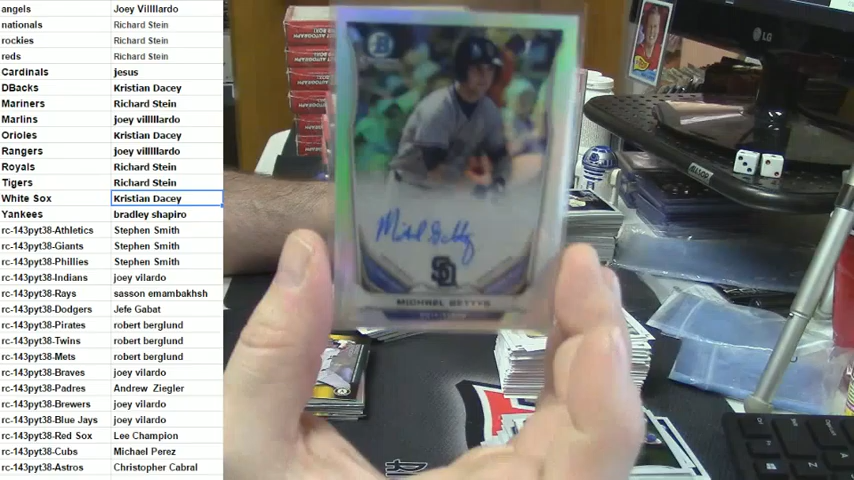 angels Joey Villllardo
nationals Richard Stein
rockies Richard Stein
reds Richard Stein
Cardinals jesus
DBacks Kristian Dacey
Mariners Richard Stein
Marlins joey villlllardo
Orioles Kristian Dacey
Rangers joey villlllardo
Royals Richard Stein
Tigers Richard Stein
White Sox Kristian Dacey
Yankees bradley shapiro
rc-143pyt38-Athletics Stephen Smith
rc-143pyt38-Giants Stephen Smith
rc-143pyt38-Phillies Stephen Smith
rc-143pyt38-Indians joey vilardo
rc-143pyt38-Rays sasson emambakhsh
rc-143pyt38-Dodgers Jefe Gabat
rc-143pyt38-Pirates robert berglund
rc-143pyt38-Twins robert berglund
rc-143pyt38-Mets robert berglund
rc-143pyt38-Braves joey vilardo
rc-143pyt38-Padres Andrew Ziegler
rc-143pyt38-Brewers joey vilardo
rc-143pyt38-Blue Jays joey vilardo
rc-143pyt38-Red Sox Lee Champion
rc-143pyt38-Cubs Michael Perez
rc-143pyt38-Astros Christopher Cabral
B
SD
MICHAEL GETTYS
LG